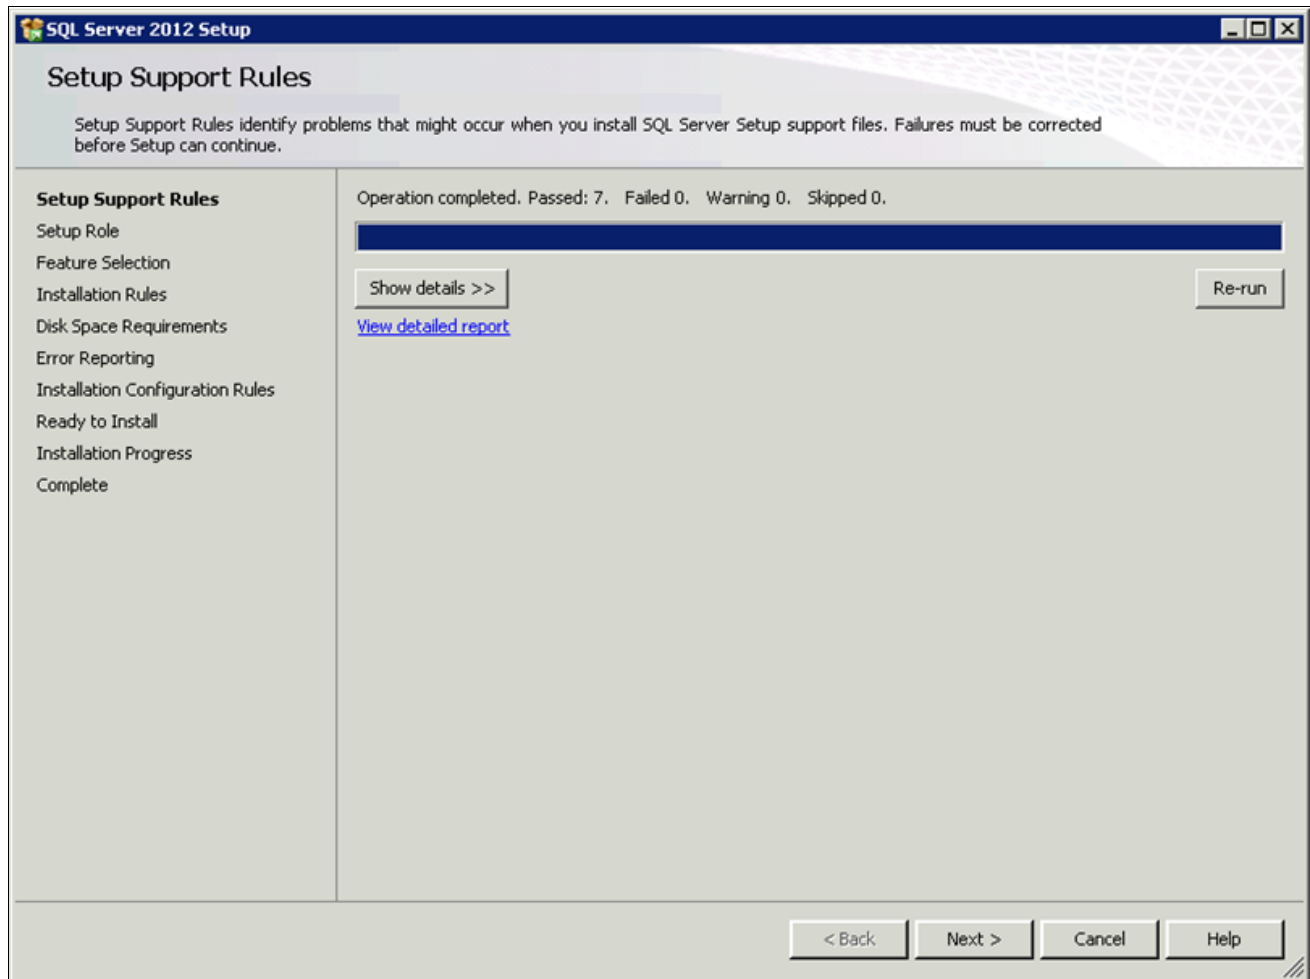 SQL Server 2012 Setup
Setup Support Rules
Setup Support Rules identify problems that might occur when you install SQL Server Setup support files. Failures must be corrected
before Setup can continue.
Setup Support Rules
Setup Role
Feature Selection
Installation Rules
Disk Space Requirements
Error Reporting
Installation Configuration Rules
Ready to Install
Installation Progress
Complete
Operation completed. Passed: 7. Failed 0. Warning 0. Skipped 0.
Show details >>
Re-run
View detailed report
< Back
Next >
Cancel
Help